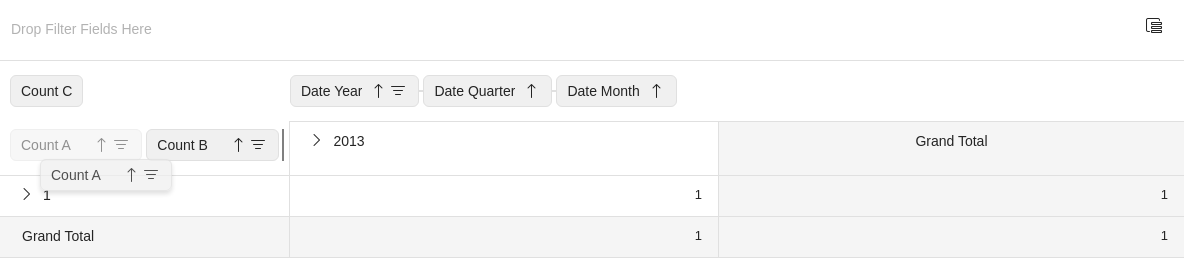 Drop Filter Fields Here
Count C
Date Year Date Quarter Date Month
Count A Count B
2013 Grand Total
Count A
1 1 1
Grand Total 1 1